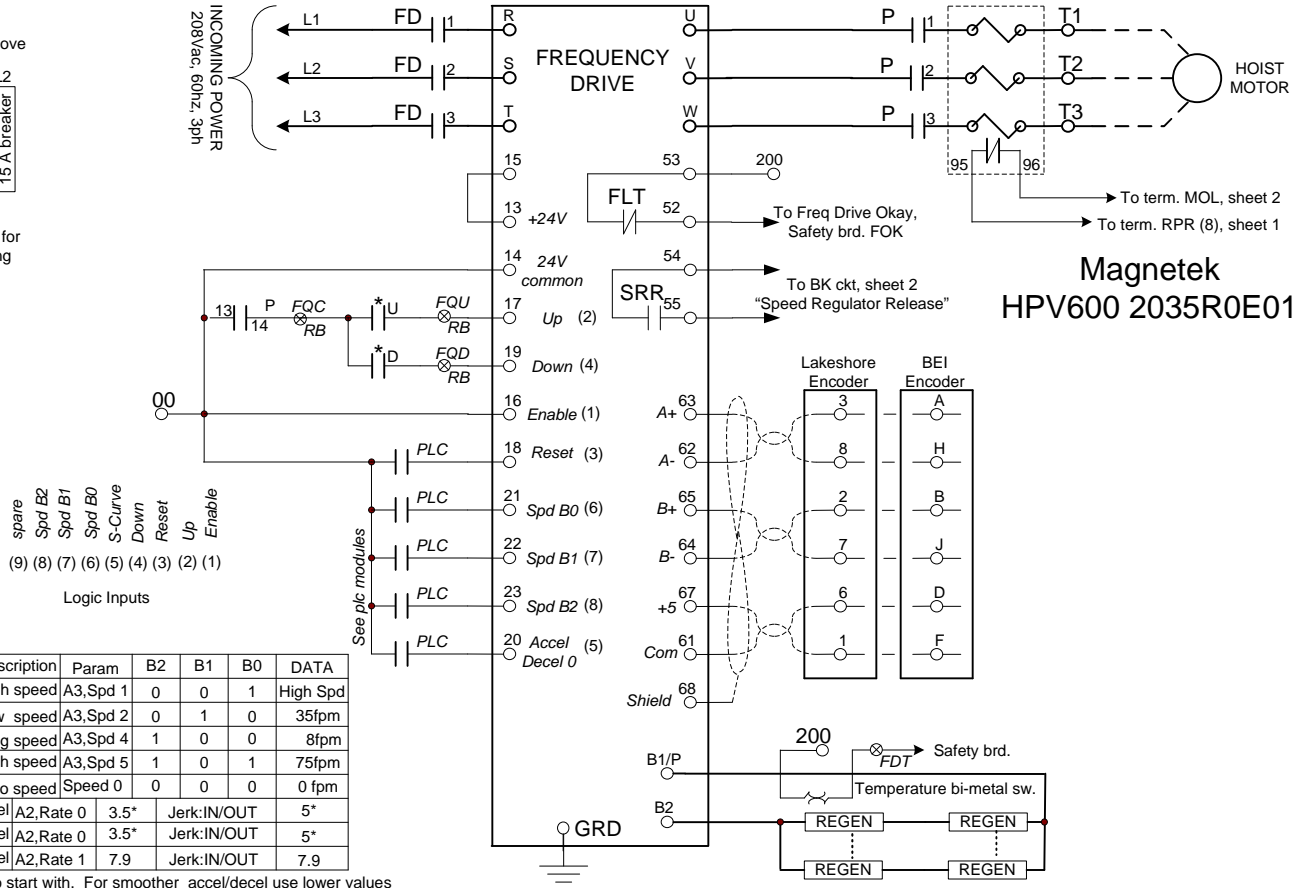 ove
L2
15 A breaker
for
ng
INCOMING POWER
208Vac, 60hz, 3ph
L1 FD 1 R
L2 FD 2 S
L3 FD 3 T
FREQUENCY
DRIVE
U P 1 T1
V P 2 T2
W P 3 T3
HOIST
MOTOR
95 96
To term. MOL, sheet 2
To term. RPR (8), sheet 1
Magnetek
HPV600 2035R0E01
15
13 +24V
14 24V
common
13 P FQC *U FQU 17 Up (2)
14 RB RB
*D FQD 19 Down (4)
RB
00
16 Enable (1)
PLC 18 Reset (3)
PLC 21 Spd B0 (6)
PLC 22 Spd B1 (7)
PLC 23 Spd B2 (8)
PLC 20 Accel (5)
Decel 0
See plc modules
53 200
FLT 52
To Freq Drive Okay,
Safety brd. FOK
54
SRR 55
To BK ckt, sheet 2
“Speed Regulator Release”
Lakeshore
Encoder
BEI
Encoder
A+ 63 3 A
A- 62 8 H
B+ 65 2 B
B- 64 7 J
+5 67 6 D
Com 61 1 F
Shield 68
200
FDT Safety brd.
Temperature bi-metal sw.
B1/P
B2
REGEN REGEN
REGEN REGEN
GRD
spare
Spd B2
Spd B1
Spd B0
S-Curve
Down
Reset
Up
Enable
(9) (8) (7) (6) (5) (4) (3) (2) (1)
Logic Inputs
scription Param B2 B1 B0 DATA
h speed A3,Spd 1 0 0 1 High Spd
w speed A3,Spd 2 0 1 0 35fpm
g speed A3,Spd 4 1 0 0 8fpm
h speed A3,Spd 5 1 0 1 75fpm
o speed Speed 0 0 0 0 0 fpm
el A2,Rate 0 3.5* Jerk:IN/OUT 5*
el A2,Rate 0 3.5* Jerk:IN/OUT 5*
el A2,Rate 1 7.9 Jerk:IN/OUT 7.9
o start with. For smoother accel/decel use lower values